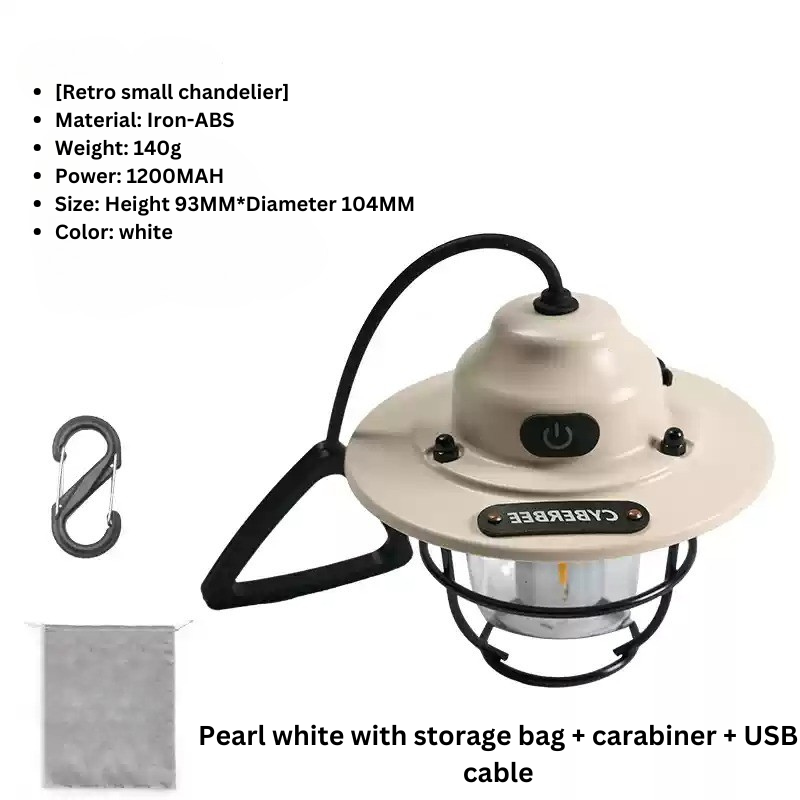 [Retro small chandelier]
Material: Iron-ABS
Weight: 140g
Power: 1200MAH
Size: Height 93MM*Diameter 104MM
Color: white
CYBERBEE
Pearl white with storage bag + carabiner + USB
cable